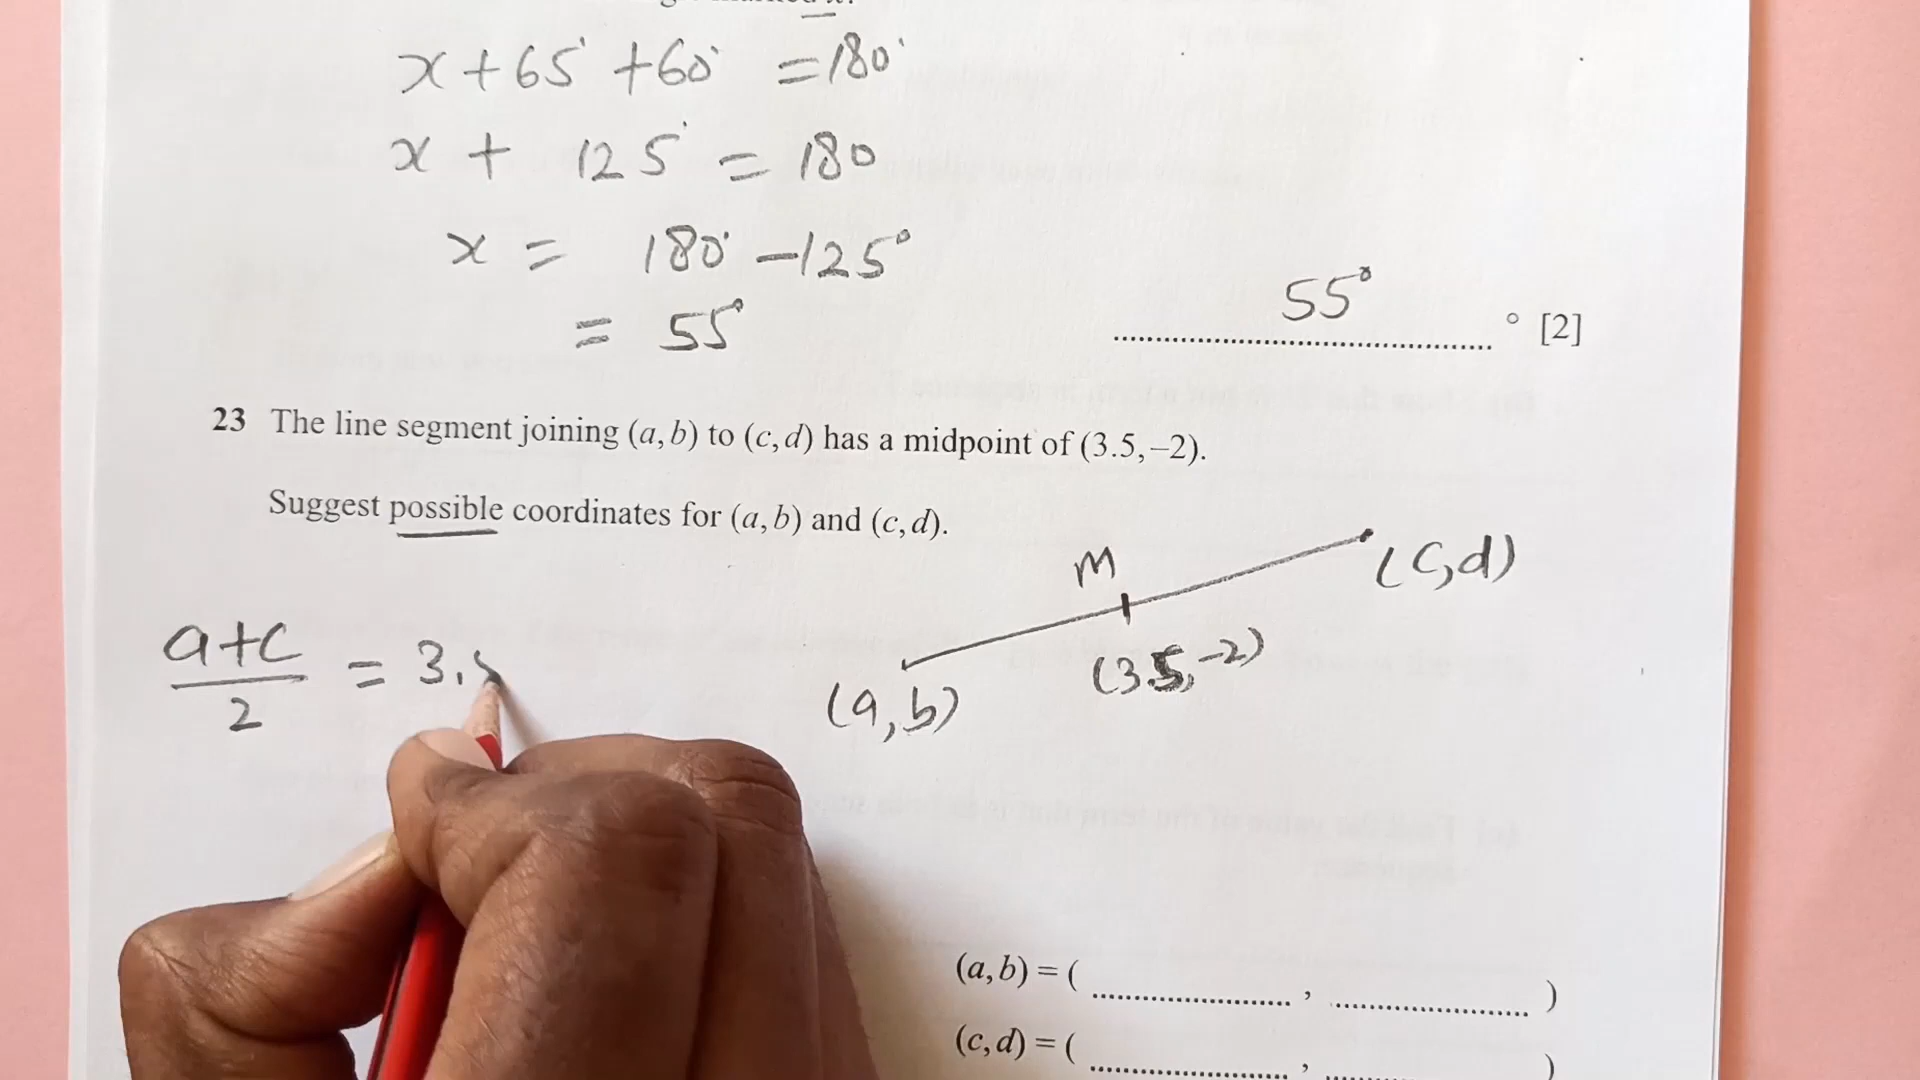 x + 65° + 60° = 180°
x + 125° = 180
x = 180° - 125°
= 55°
55°
° [2]
23 The line segment joining (a, b) to (c, d) has a midpoint of (3.5, –2).
Suggest possible coordinates for (a, b) and (c, d).
M
(c,d)
(3.5, -2)
(a, b)
a+c
= 3.5
2
(a, b) = ( .............................. , .............................. )
(c, d) = ( .............................. , .............................. )